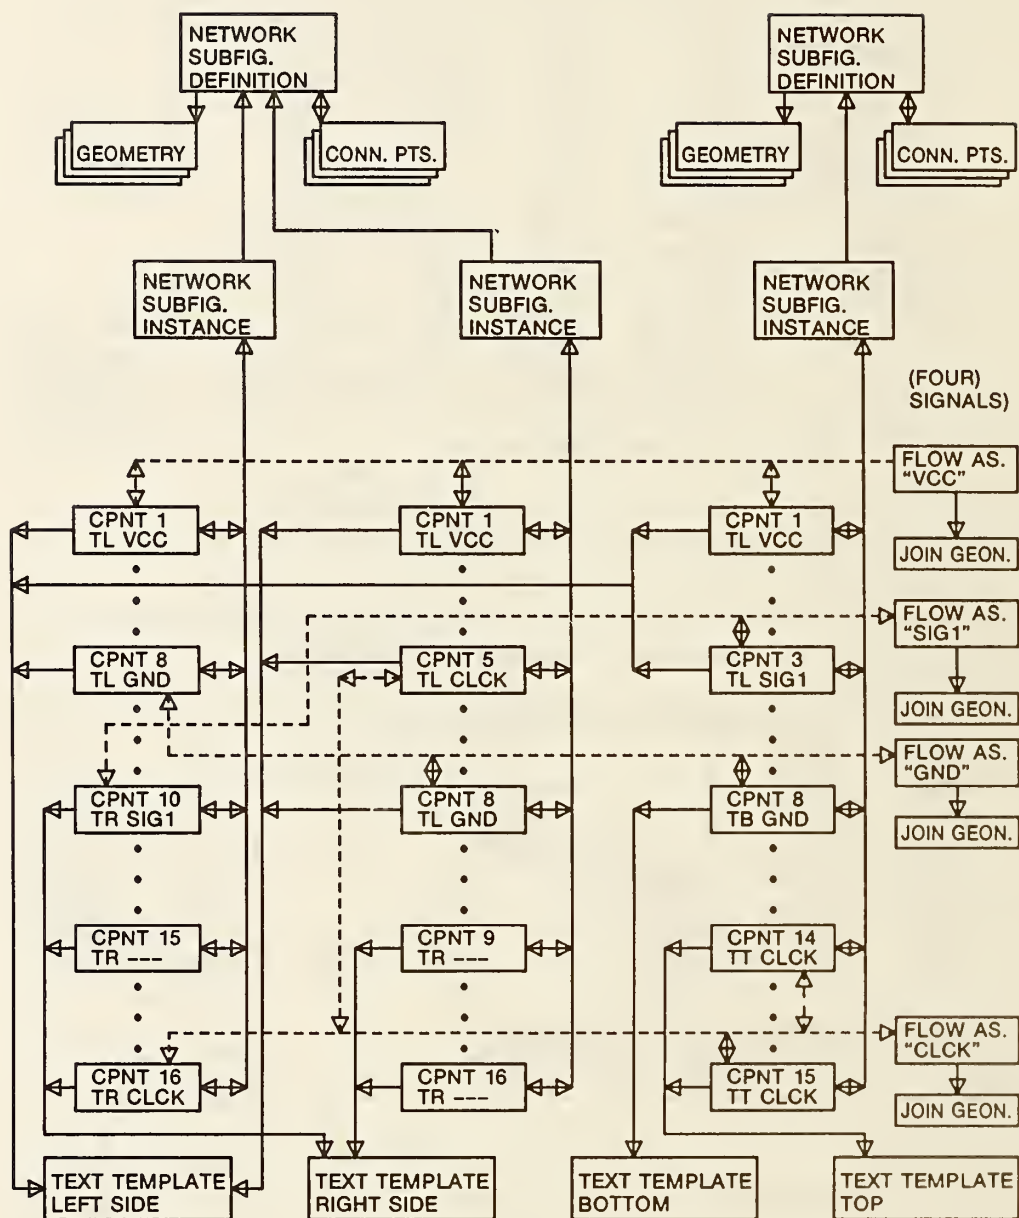 NETWORK
SUBFIG.
DEFINITION
NETWORK
SUBFIG.
DEFINITION
GEOMETRY
CONN. PTS.
GEOMETRY
CONN. PTS.
NETWORK
SUBFIG.
INSTANCE
NETWORK
SUBFIG.
INSTANCE
NETWORK
SUBFIG.
INSTANCE
(FOUR)
SIGNALS)
FLOW AS.
"VCC"
CPNT 1
TL VCC
CPNT 1
TL VCC
CPNT 1
TL VCC
JOIN GEON.
FLOW AS.
"SIG1"
CPNT 8
TL GND
CPNT 5
TL CLCK
CPNT 3
TL SIG1
JOIN GEON.
FLOW AS.
"GND"
CPNT 10
TR SIG1
CPNT 8
TL GND
CPNT 8
TB GND
JOIN GEON.
CPNT 15
TR ---
CPNT 9
TR ---
CPNT 14
TT CLCK
FLOW AS.
"CLCK"
CPNT 16
TR CLCK
CPNT 16
TR ---
CPNT 15
TT CLCK
JOIN GEON.
TEXT TEMPLATE
LEFT SIDE
TEXT TEMPLATE
RIGHT SIDE
TEXT TEMPLATE
BOTTOM
TEXT TEMPLATE
TOP